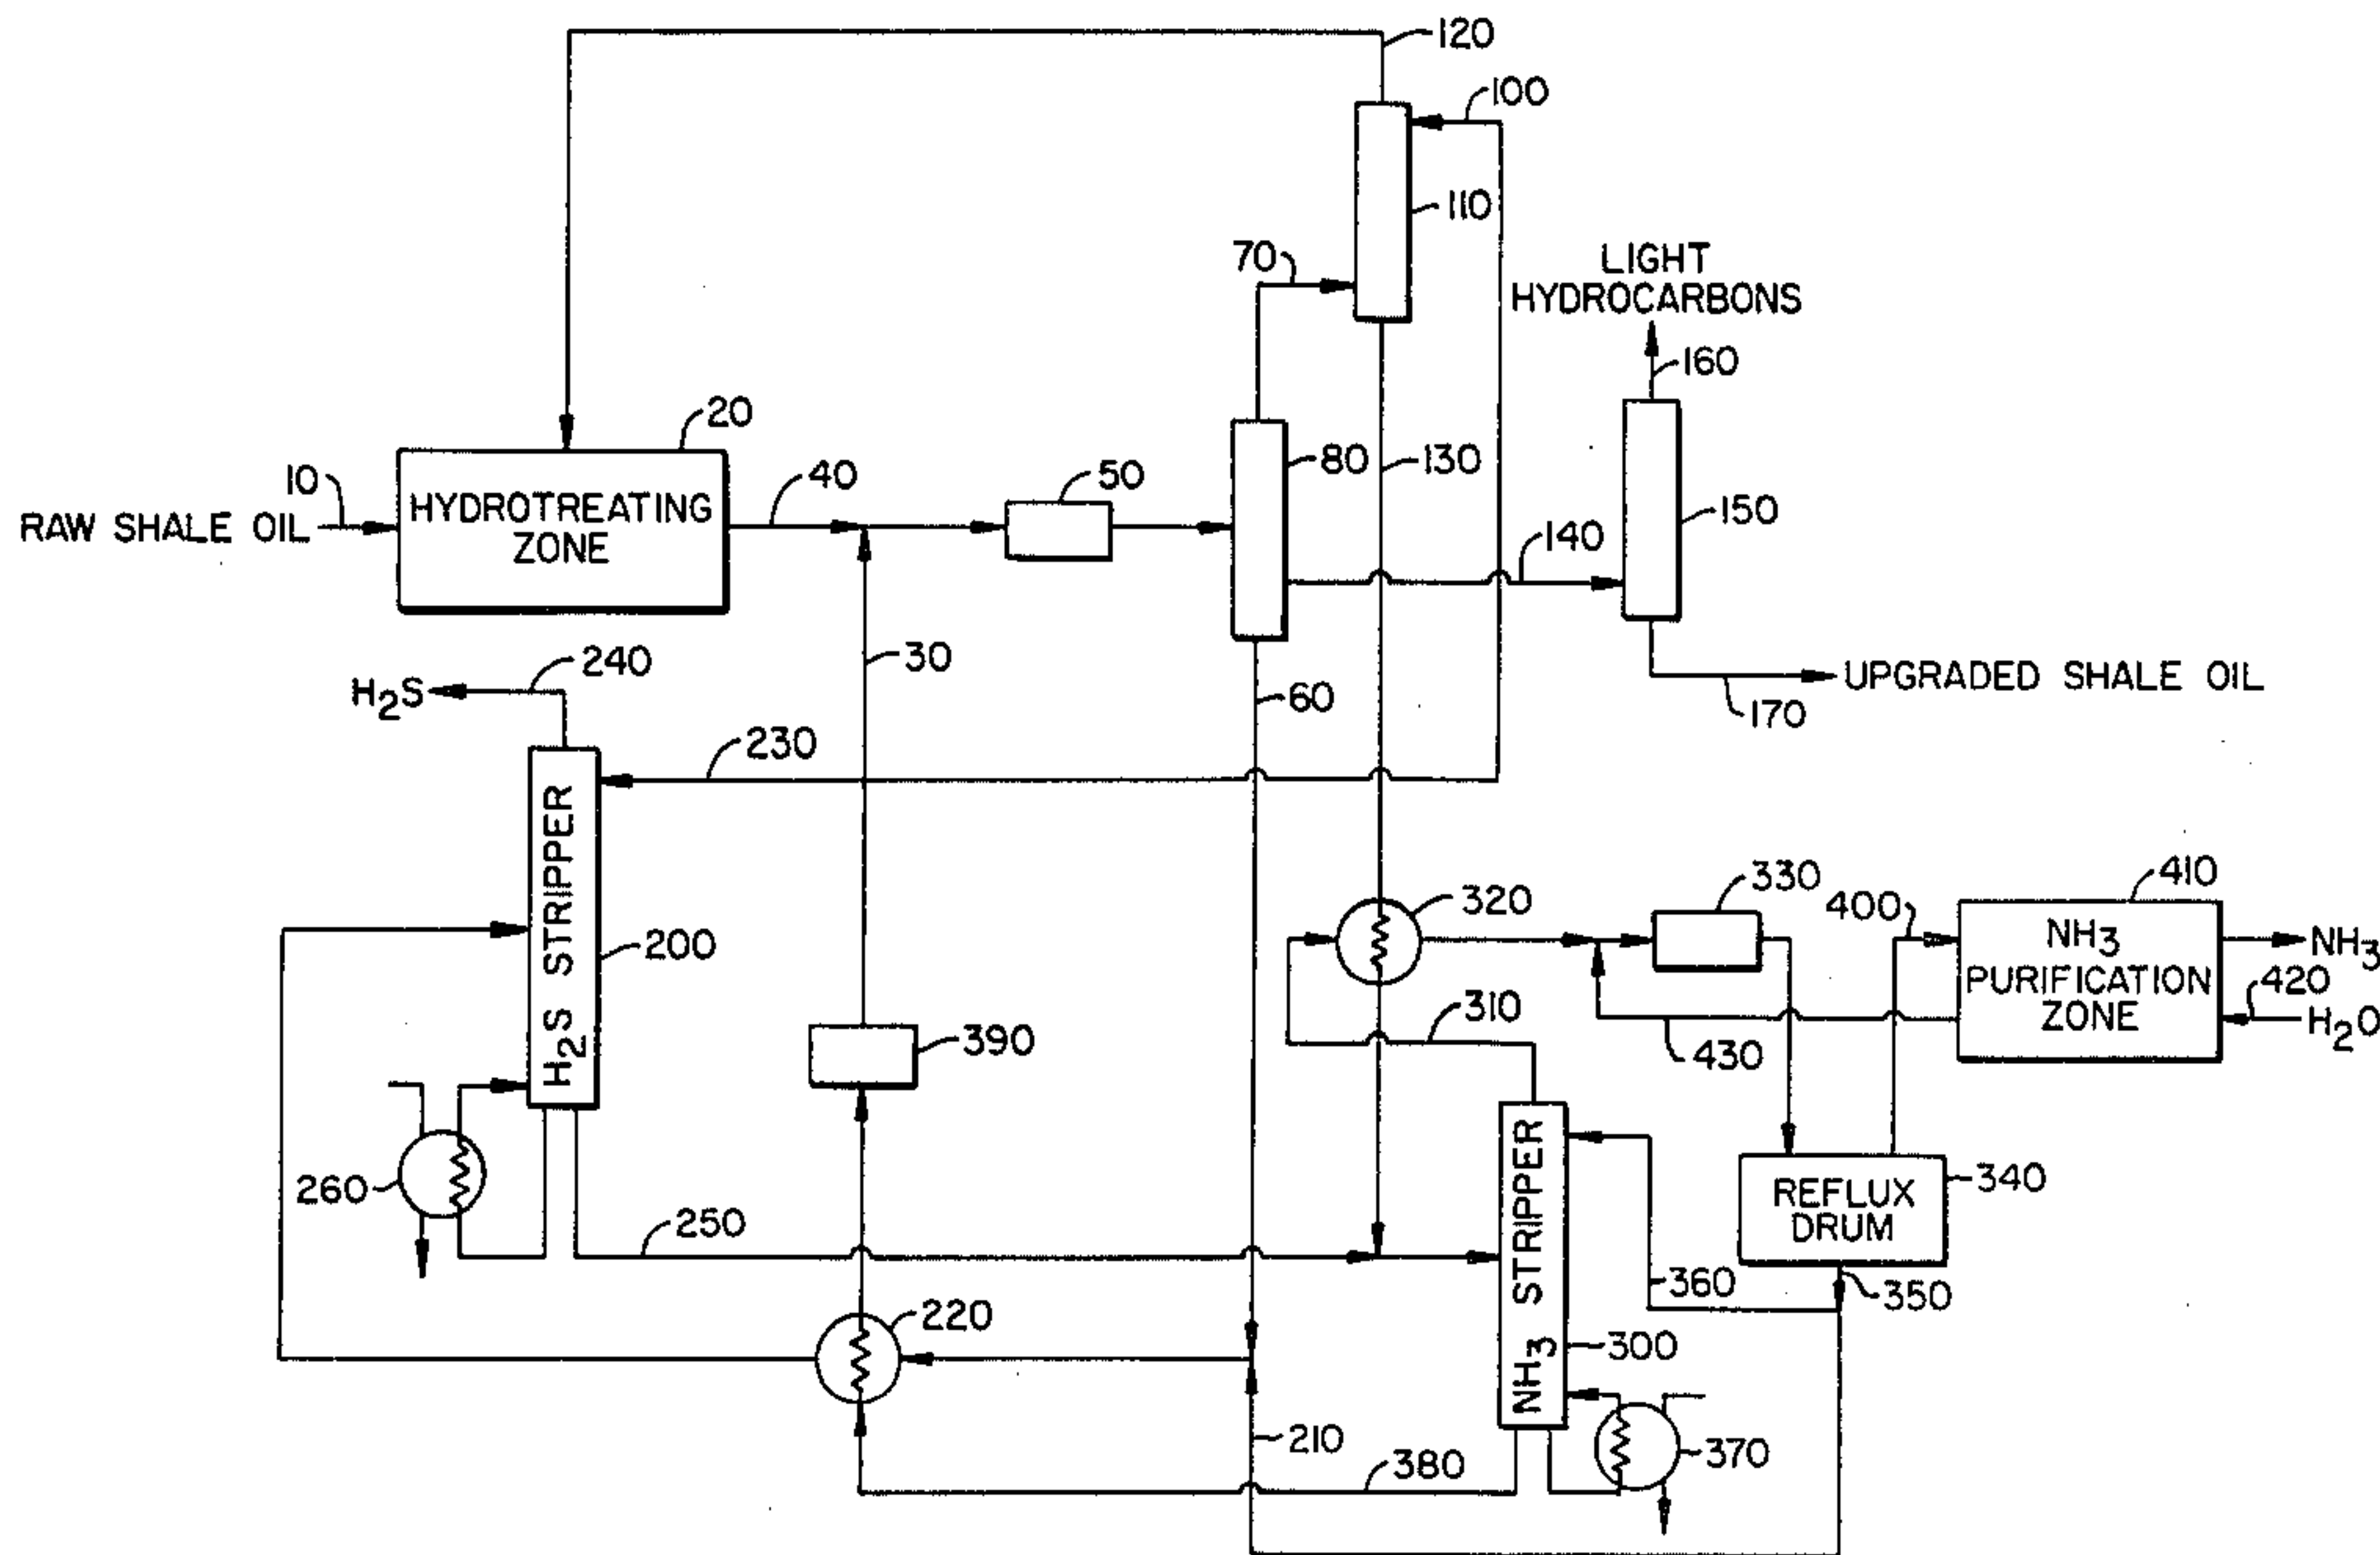 120
100
110
70
LIGHT
HYDROCARBONS
160
20
10
40
50
80
130
150
RAW SHALE OIL
HYDROTREATING
ZONE
140
30
240
H2S
60
UPGRADED SHALE OIL
170
230
H2S STRIPPER
200
320
330
400
410
NH3
PURIFICATION
ZONE
NH3
420
H2O
310
430
390
260
250
NH3 STRIPPER
REFLUX
DRUM
340
360
350
220
300
210
380
370